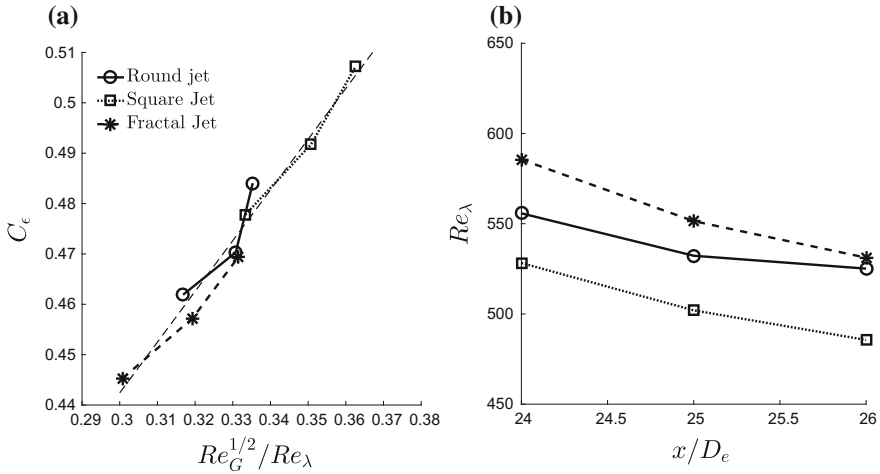 (a)
0.51
0.5
0.49
0.48
0.47
0.46
0.45
0.44
0.29 0.3 0.31 0.32 0.33 0.34 0.35 0.36 0.37 0.38
C_ϵ
Re_G^{1/2}/Re_λ
Round jet
Square Jet
Fractal Jet
(b)
650
600
550
500
450
24 24.5 25 25.5 26
Re_λ
x/D_e